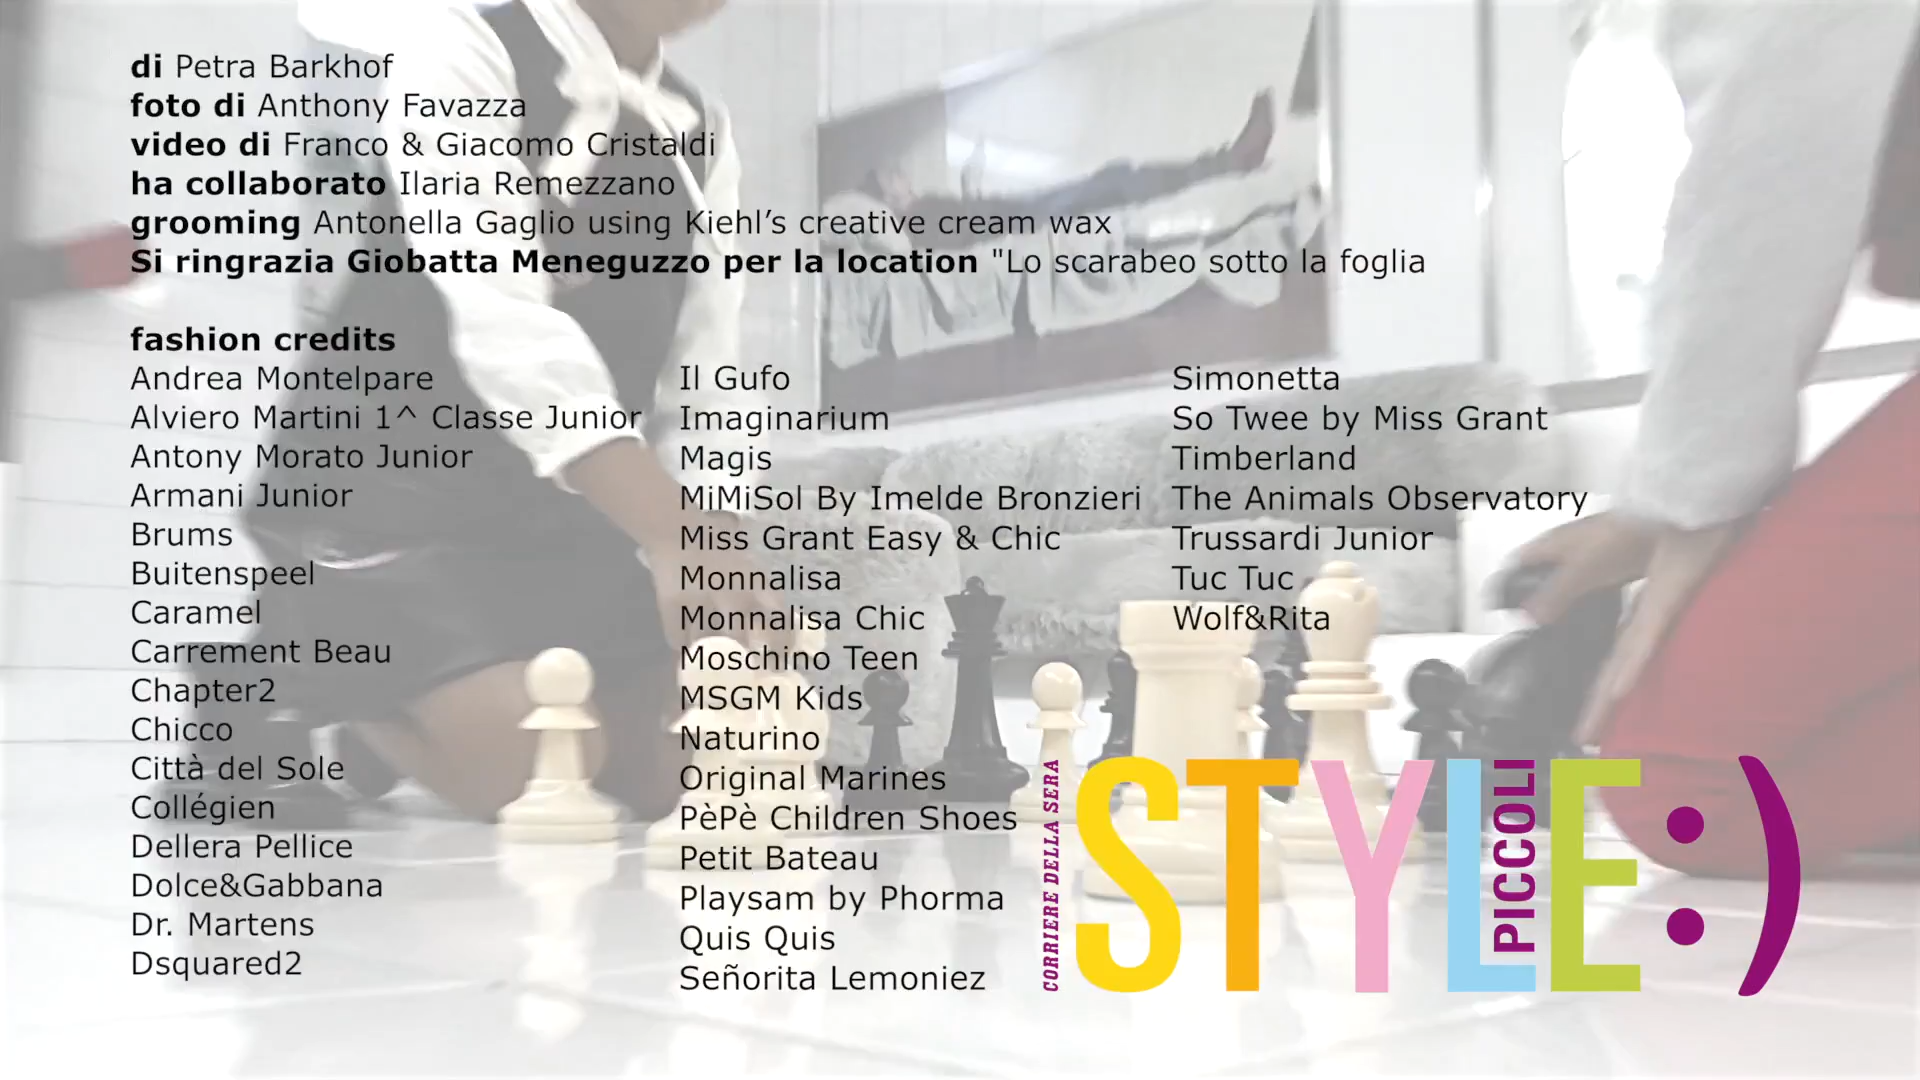 di Petra Barkhof
foto di Anthony Favazza
video di Franco & Giacomo Cristaldi
ha collaborato Ilaria Remezzano
grooming Antonella Gaglio using Kiehl’s creative cream wax
Si ringrazia Giobatta Meneguzzo per la location "Lo scarabeo sotto la foglia
fashion credits
Andrea Montelpare
Alviero Martini 1^ Classe Junior
Antony Morato Junior
Armani Junior
Brums
Buitenspeel
Caramel
Carrement Beau
Chapter2
Chicco
Città del Sole
Collégien
Dellera Pellice
Dolce&Gabbana
Dr. Martens
Dsquared2
Il Gufo
Imaginarium
Magis
MiMiSol By Imelde Bronzieri
Miss Grant Easy & Chic
Monnalisa
Monnalisa Chic
Moschino Teen
MSGM Kids
Naturino
Original Marines
PèPè Children Shoes
Petit Bateau
Playsam by Phorma
Quis Quis
Señorita Lemoniez
Simonetta
So Twee by Miss Grant
Timberland
The Animals Observatory
Trussardi Junior
Tuc Tuc
Wolf&Rita
CORRIERE DELLA SERA
STYLE:)
PICCOLI